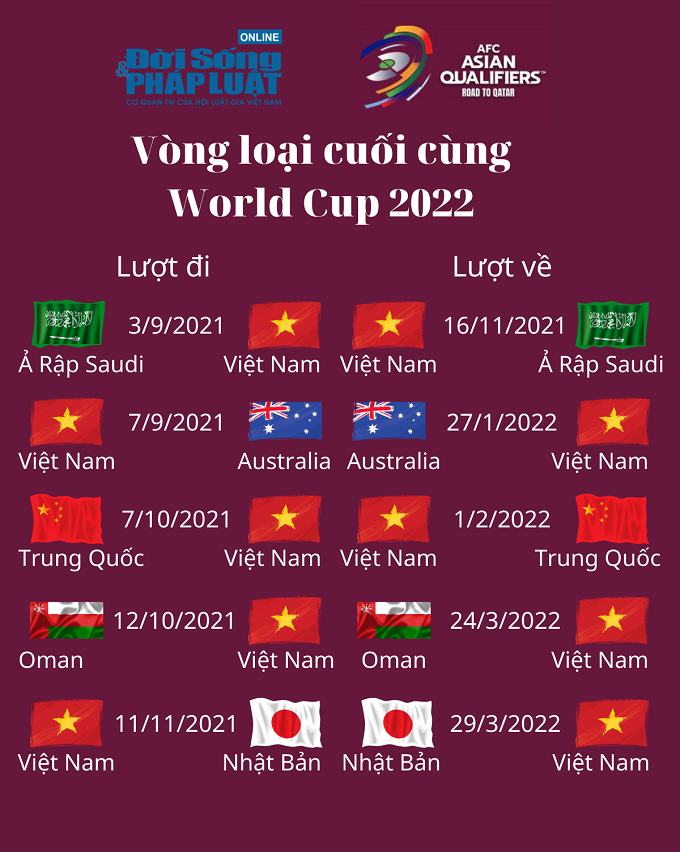 ONLINE
Đời Sống
& PHÁP LUẬT
CƠ QUAN TW CỦA HỘI LUẬT GIA VIỆT NAM
AFC
ASIAN
QUALIFIERS™
ROAD TO QATAR
Vòng loại cuối cùng
World Cup 2022
Lượt đi Lượt về
3/9/2021 16/11/2021
Ả Rập Saudi Việt Nam Việt Nam Ả Rập Saudi
7/9/2021 27/1/2022
Việt Nam Australia Australia Việt Nam
7/10/2021 1/2/2022
Trung Quốc Việt Nam Việt Nam Trung Quốc
12/10/2021 24/3/2022
Oman Việt Nam Oman Việt Nam
11/11/2021 29/3/2022
Việt Nam Nhật Bản Nhật Bản Việt Nam